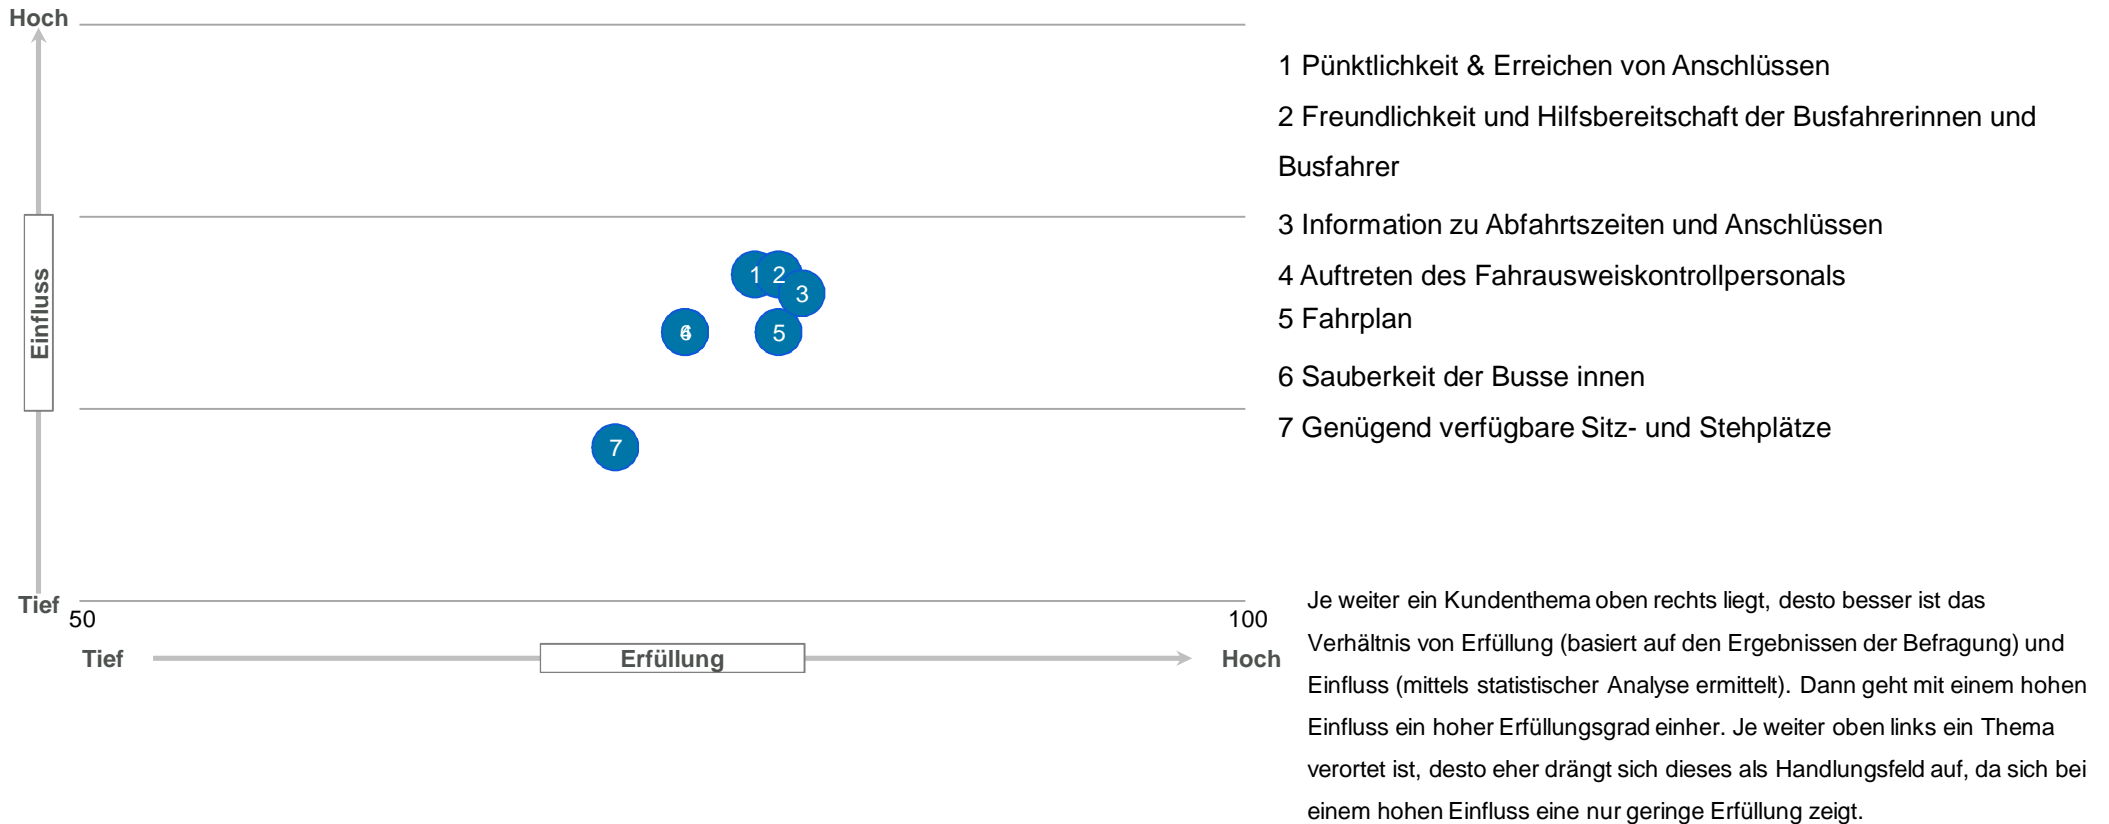 Hoch
Einfluss
Tief
1
2
3
4
6
5
7
50
100
Tief
Erfüllung
Hoch
1 Pünktlichkeit & Erreichen von Anschlüssen
2 Freundlichkeit und Hilfsbereitschaft der Busfahrerinnen und
Busfahrer
3 Information zu Abfahrtszeiten und Anschlüssen
4 Auftreten des Fahrausweiskontrollpersonals
5 Fahrplan
6 Sauberkeit der Busse innen
7 Genügend verfügbare Sitz- und Stehplätze
Je weiter ein Kundenthema oben rechts liegt, desto besser ist das
Verhältnis von Erfüllung (basiert auf den Ergebnissen der Befragung) und
Einfluss (mittels statistischer Analyse ermittelt). Dann geht mit einem hohen
Einfluss ein hoher Erfüllungsgrad einher. Je weiter oben links ein Thema
verortet ist, desto eher drängt sich dieses als Handlungsfeld auf, da sich bei
einem hohen Einfluss eine nur geringe Erfüllung zeigt.